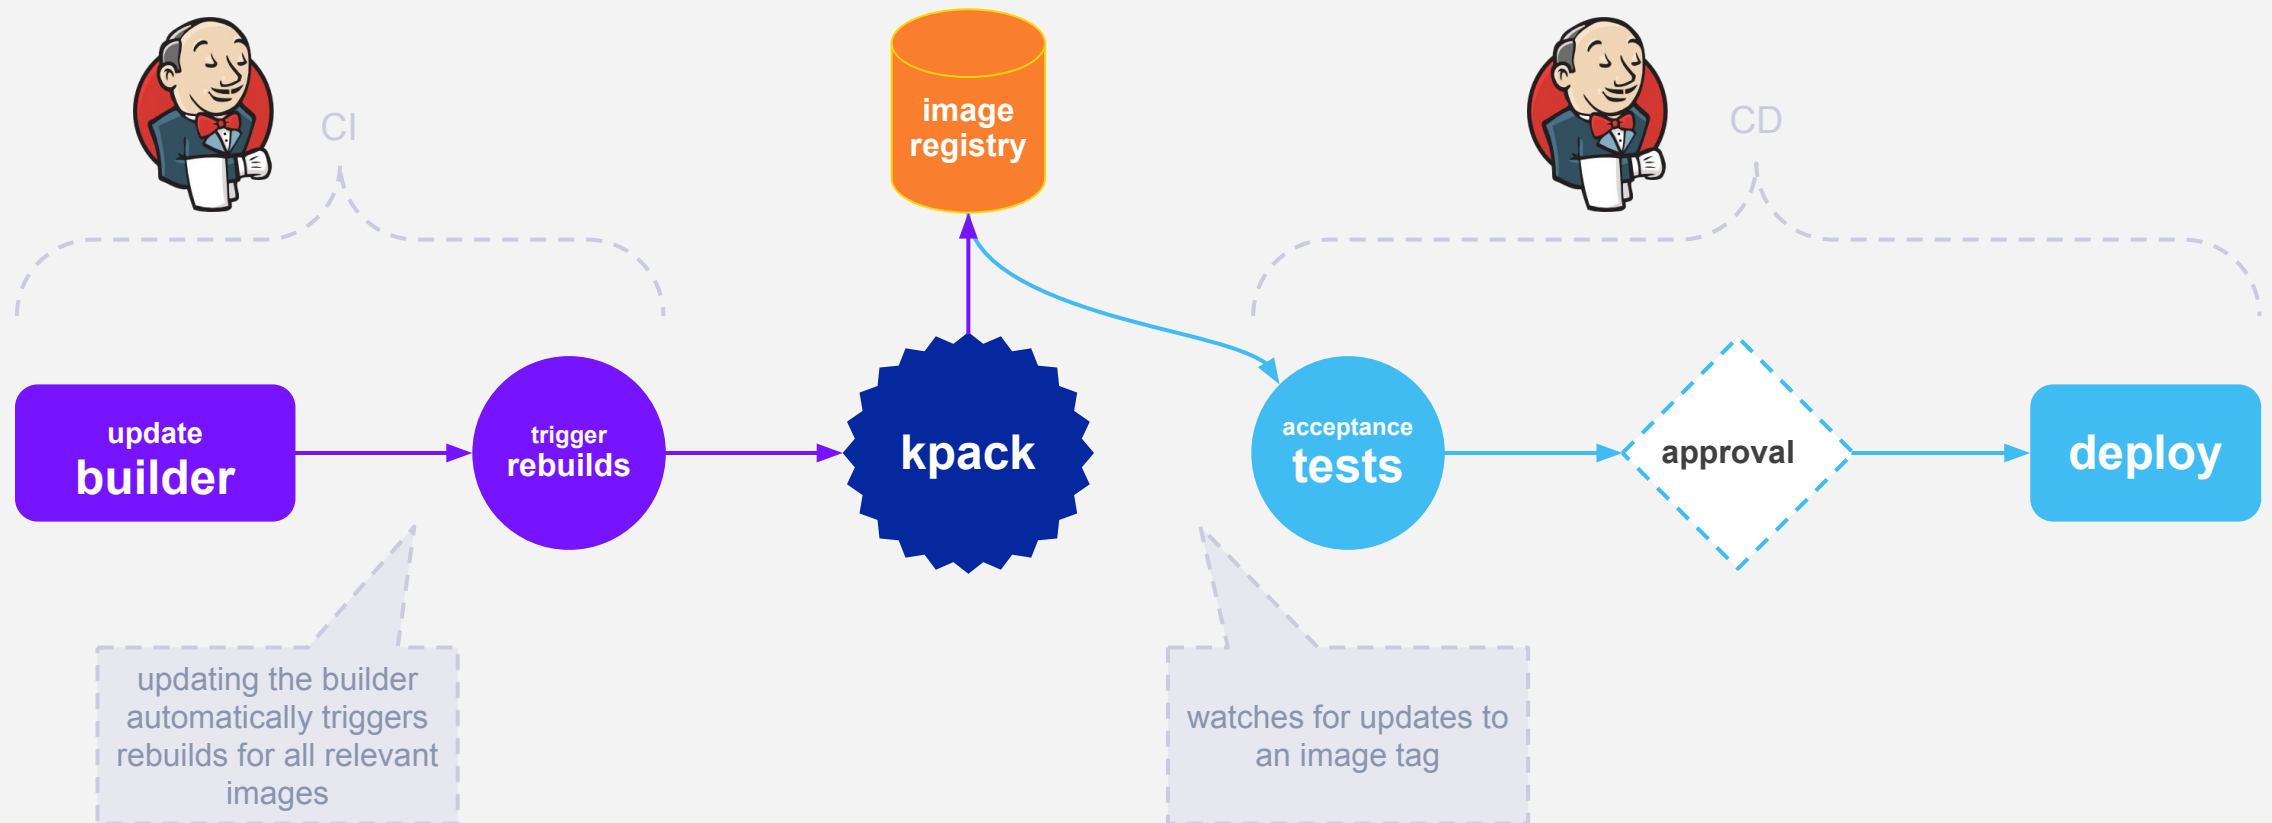 CI
image
registry
CD
update
builder
trigger
rebuilds
kpack
acceptance
tests
approval
deploy
updating the builder
automatically triggers
rebuilds for all relevant
images
watches for updates to
an image tag